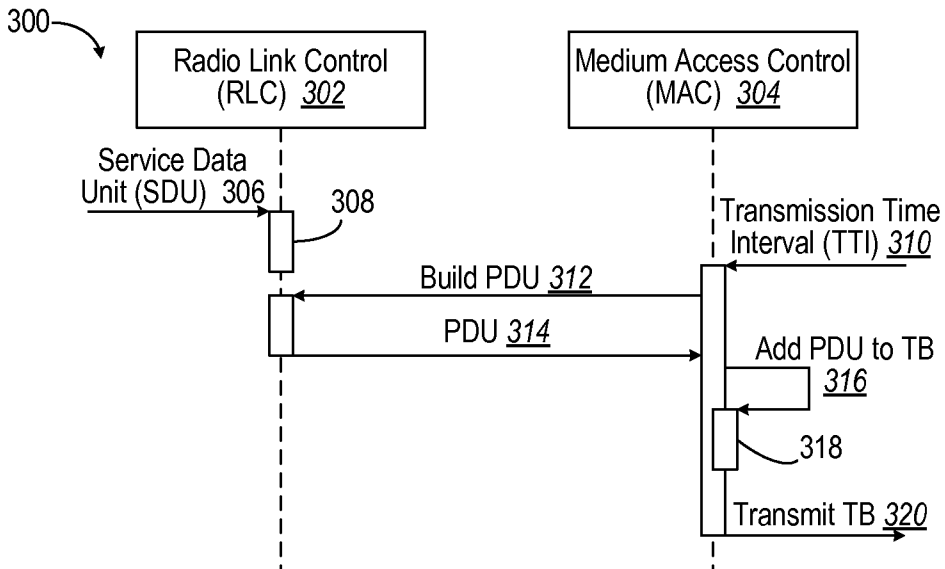 300
Radio Link Control
(RLC) 302
Medium Access Control
(MAC) 304
Service Data
Unit (SDU) 306
308
Transmission Time
Interval (TTI) 310
Build PDU 312
PDU 314
Add PDU to TB
316
318
Transmit TB 320